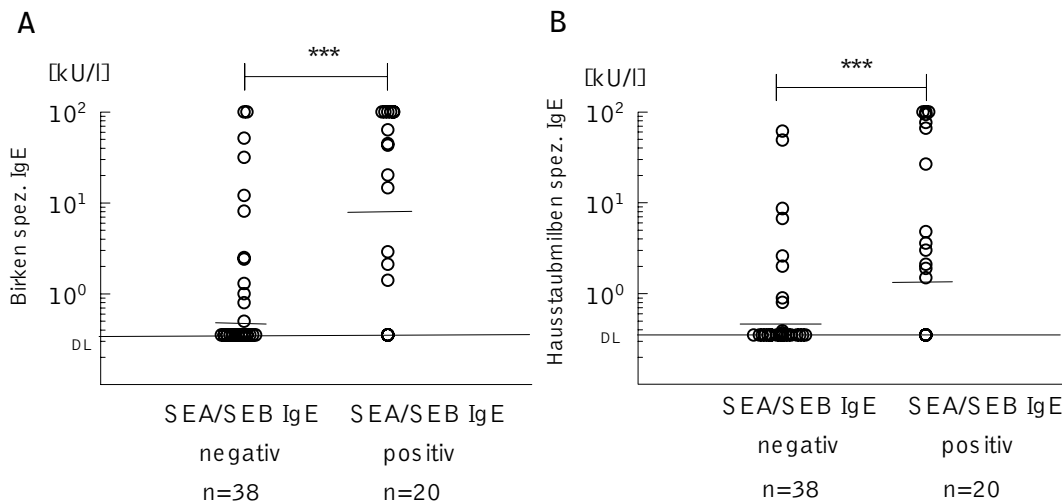 A
***
[kU/l]
Birken spez. IgE
10²
10¹
10⁰
DL
SEA/SEB IgE SEA/SEB IgE
negativ positiv
n=38 n=20
B
***
[kU/l]
Hausstaubmilben spez. IgE
10²
10¹
10⁰
DL
SEA/SEB IgE SEA/SEB IgE
negativ positiv
n=38 n=20